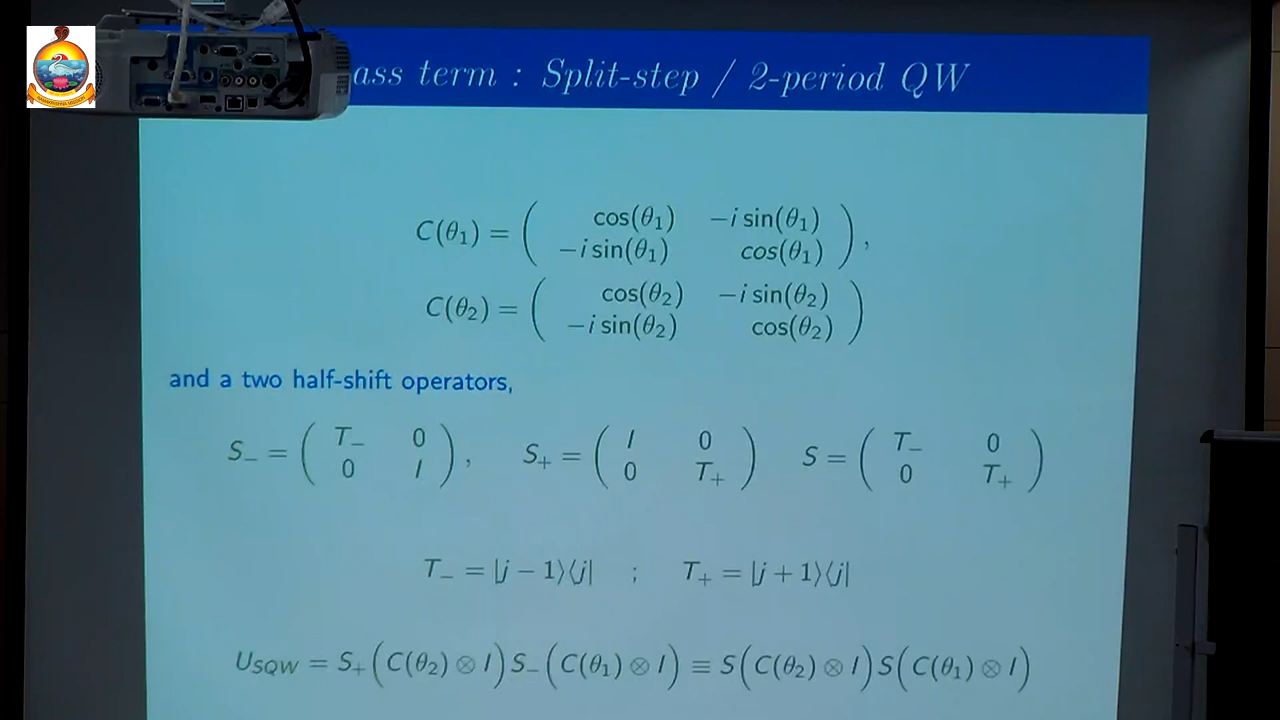 ass term : Split-step / 2-period QW
C(θ₁) = ( cos(θ₁) −i sin(θ₁)
−i sin(θ₁) cos(θ₁) ) ,
C(θ₂) = ( cos(θ₂) −i sin(θ₂)
−i sin(θ₂) cos(θ₂) )
and a two half-shift operators,
S₋ = ( T₋ 0
0 I ) , S₊ = ( I 0
0 T₊ ) S = ( T₋ 0
0 T₊ )
T₋ = |j − 1⟩⟨j| ; T₊ = |j + 1⟩⟨j|
U_SQW = S₊(C(θ₂) ⊗ I)S₋(C(θ₁) ⊗ I) ≡ S(C(θ₂) ⊗ I)S(C(θ₁) ⊗ I)